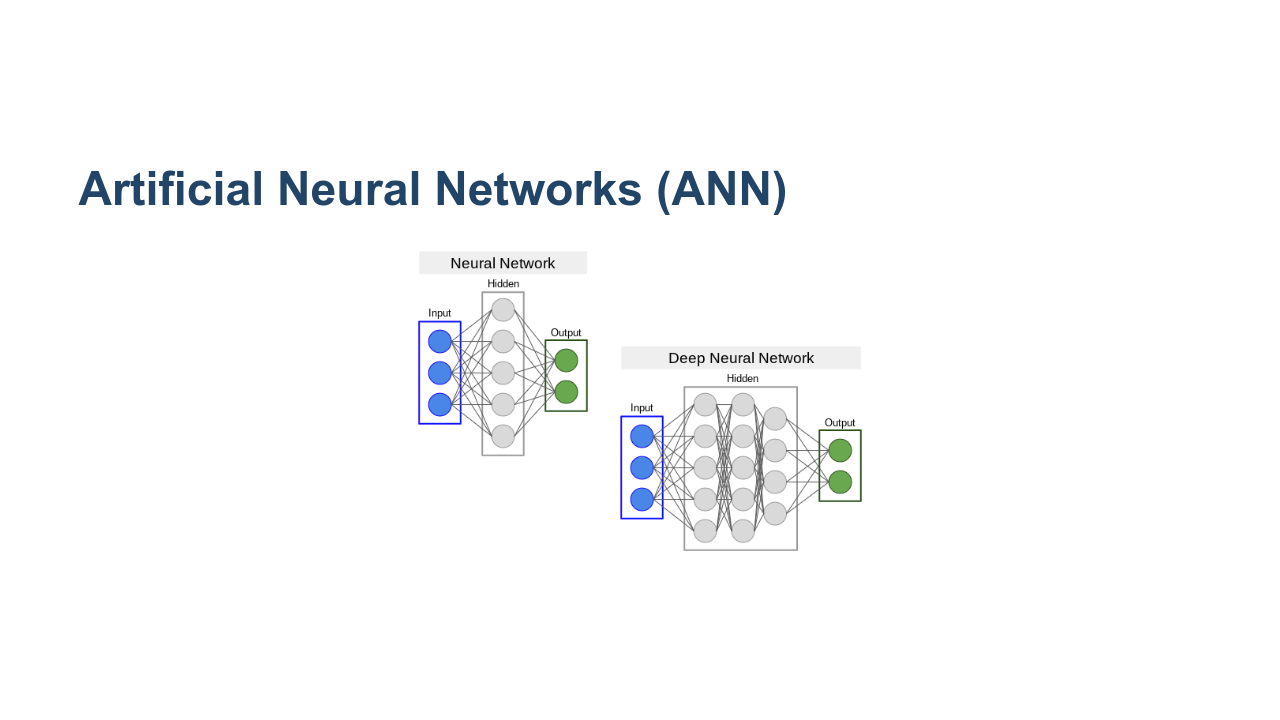 Artificial Neural Networks (ANN)
Neural Network
Hidden
Input
Output
Deep Neural Network
Hidden
Input
Output